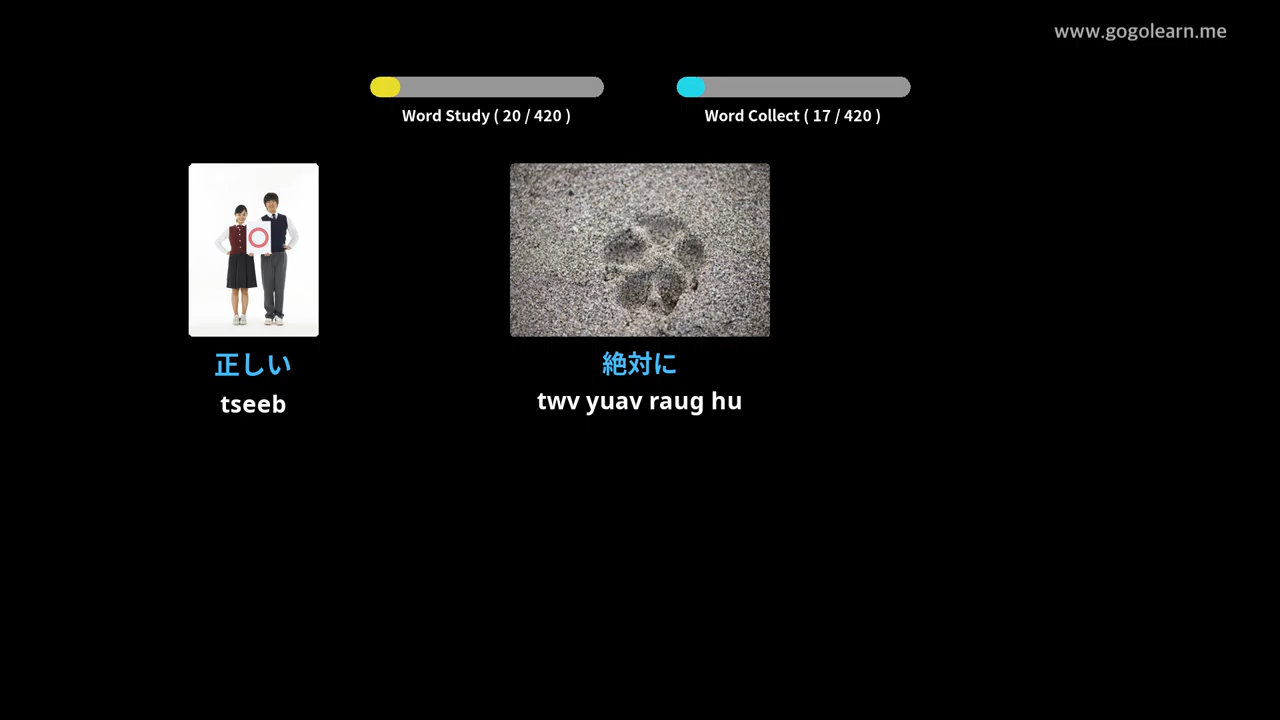 www.gogolearn.me
Word Study ( 20 / 420 )
Word Collect ( 17 / 420 )
正しい
tseeb
絶対に
twv yuav raug hu